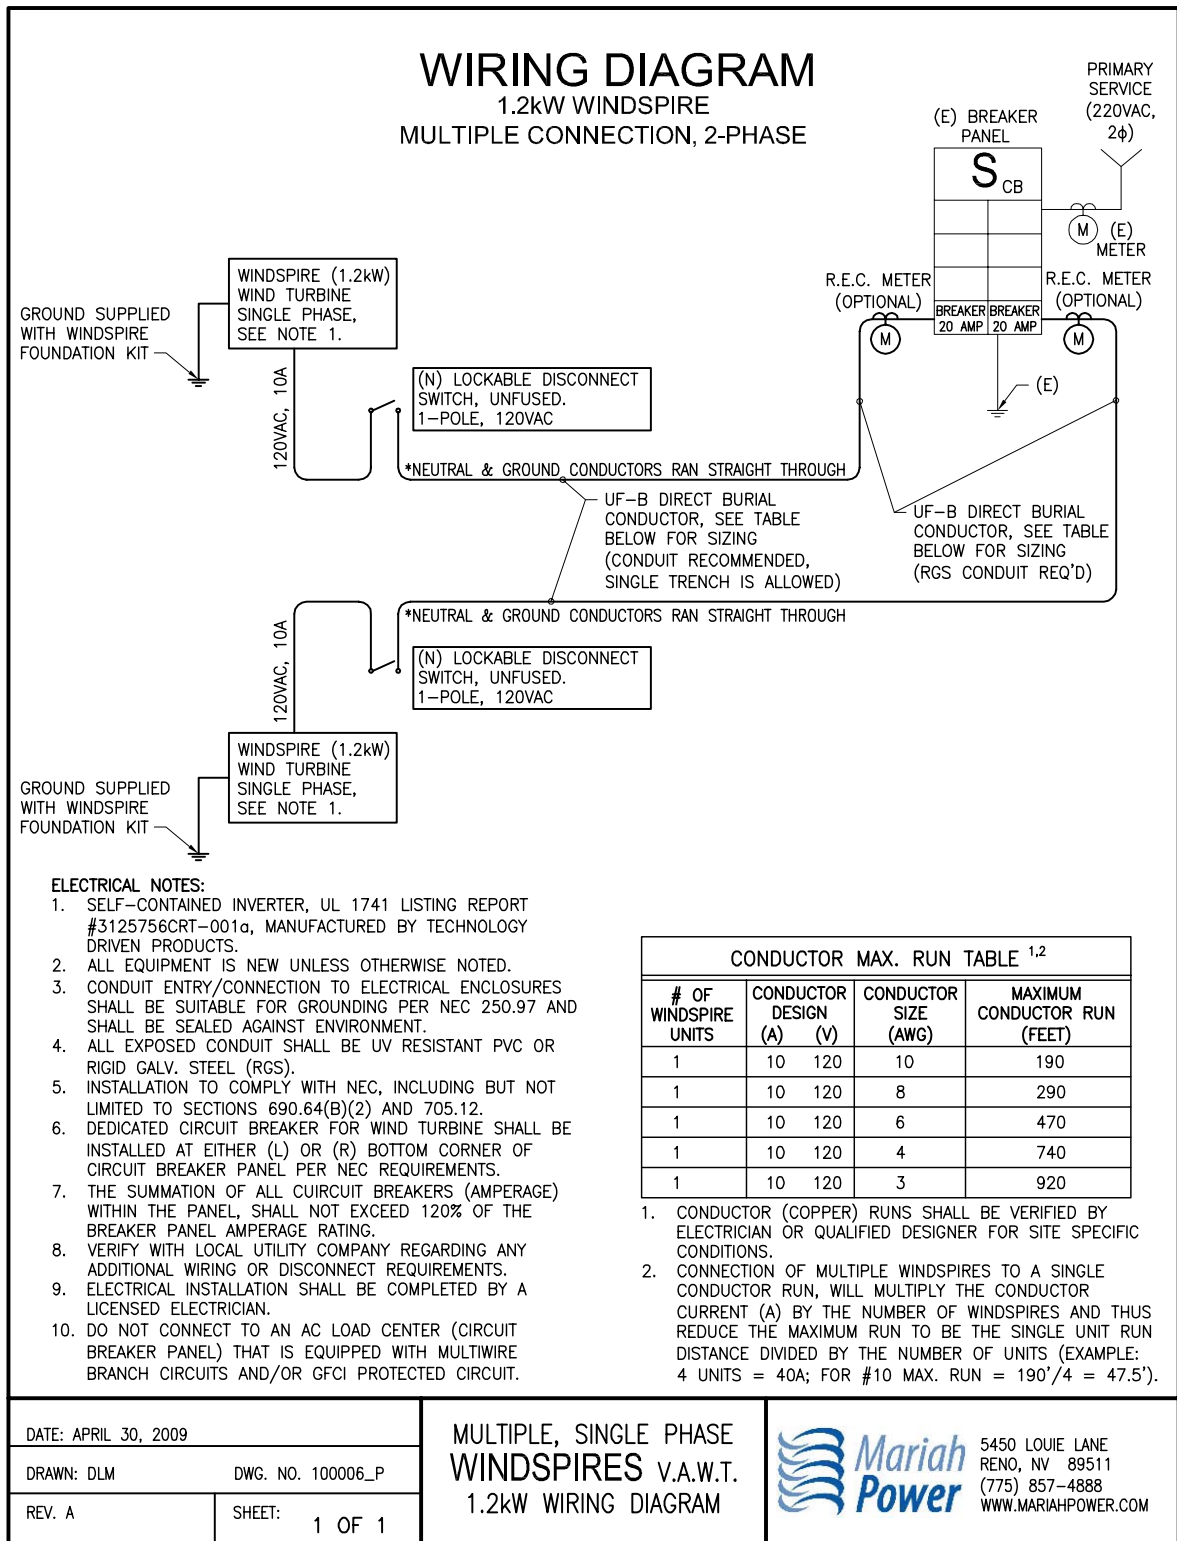 WIRING DIAGRAM
1.2kW WINDSPIRE
MULTIPLE CONNECTION, 2-PHASE
PRIMARY
SERVICE
(220VAC,
2ϕ)
(E) BREAKER
PANEL
S CB
M
(E)
METER
R.E.C. METER
(OPTIONAL)
M
BREAKER
20 AMP
BREAKER
20 AMP
R.E.C. METER
(OPTIONAL)
M
(E)
WINDSPIRE (1.2kW)
WIND TURBINE
SINGLE PHASE,
SEE NOTE 1.
GROUND SUPPLIED
WITH WINDSPIRE
FOUNDATION KIT
120VAC, 10A
(N) LOCKABLE DISCONNECT
SWITCH, UNFUSED.
1-POLE, 120VAC
*NEUTRAL & GROUND CONDUCTORS RAN STRAIGHT THROUGH
UF-B DIRECT BURIAL
CONDUCTOR, SEE TABLE
BELOW FOR SIZING
(CONDUIT RECOMMENDED,
SINGLE TRENCH IS ALLOWED)
UF-B DIRECT BURIAL
CONDUCTOR, SEE TABLE
BELOW FOR SIZING
(RGS CONDUIT REQ'D)
*NEUTRAL & GROUND CONDUCTORS RAN STRAIGHT THROUGH
120VAC, 10A
(N) LOCKABLE DISCONNECT
SWITCH, UNFUSED.
1-POLE, 120VAC
WINDSPIRE (1.2kW)
WIND TURBINE
SINGLE PHASE,
SEE NOTE 1.
GROUND SUPPLIED
WITH WINDSPIRE
FOUNDATION KIT
ELECTRICAL NOTES:
1. SELF-CONTAINED INVERTER, UL 1741 LISTING REPORT
#3125756CRT-001a, MANUFACTURED BY TECHNOLOGY
DRIVEN PRODUCTS.
2. ALL EQUIPMENT IS NEW UNLESS OTHERWISE NOTED.
3. CONDUIT ENTRY/CONNECTION TO ELECTRICAL ENCLOSURES
SHALL BE SUITABLE FOR GROUNDING PER NEC 250.97 AND
SHALL BE SEALED AGAINST ENVIRONMENT.
4. ALL EXPOSED CONDUIT SHALL BE UV RESISTANT PVC OR
RIGID GALV. STEEL (RGS).
5. INSTALLATION TO COMPLY WITH NEC, INCLUDING BUT NOT
LIMITED TO SECTIONS 690.64(B)(2) AND 705.12.
6. DEDICATED CIRCUIT BREAKER FOR WIND TURBINE SHALL BE
INSTALLED AT EITHER (L) OR (R) BOTTOM CORNER OF
CIRCUIT BREAKER PANEL PER NEC REQUIREMENTS.
7. THE SUMMATION OF ALL CUIRCUIT BREAKERS (AMPERAGE)
WITHIN THE PANEL, SHALL NOT EXCEED 120% OF THE
BREAKER PANEL AMPERAGE RATING.
8. VERIFY WITH LOCAL UTILITY COMPANY REGARDING ANY
ADDITIONAL WIRING OR DISCONNECT REQUIREMENTS.
9. ELECTRICAL INSTALLATION SHALL BE COMPLETED BY A
LICENSED ELECTRICIAN.
10. DO NOT CONNECT TO AN AC LOAD CENTER (CIRCUIT
BREAKER PANEL) THAT IS EQUIPPED WITH MULTIWIRE
BRANCH CIRCUITS AND/OR GFCI PROTECTED CIRCUIT.
CONDUCTOR MAX. RUN TABLE 1,2
# OF WINDSPIRE UNITS | CONDUCTOR DESIGN (A) (V) | CONDUCTOR SIZE (AWG) | MAXIMUM CONDUCTOR RUN (FEET)
1 10 120 10 190
1 10 120 8 290
1 10 120 6 470
1 10 120 4 740
1 10 120 3 920
1. CONDUCTOR (COPPER) RUNS SHALL BE VERIFIED BY
ELECTRICIAN OR QUALIFIED DESIGNER FOR SITE SPECIFIC
CONDITIONS.
2. CONNECTION OF MULTIPLE WINDSPIRES TO A SINGLE
CONDUCTOR RUN, WILL MULTIPLY THE CONDUCTOR
CURRENT (A) BY THE NUMBER OF WINDSPIRES AND THUS
REDUCE THE MAXIMUM RUN TO BE THE SINGLE UNIT RUN
DISTANCE DIVIDED BY THE NUMBER OF UNITS (EXAMPLE:
4 UNITS = 40A; FOR #10 MAX. RUN = 190'/4 = 47.5').
DATE: APRIL 30, 2009
DRAWN: DLM
DWG. NO. 100006_P
REV. A
SHEET: 1 OF 1
MULTIPLE, SINGLE PHASE
WINDSPIRES V.A.W.T.
1.2kW WIRING DIAGRAM
Mariah
Power
5450 LOUIE LANE
RENO, NV 89511
(775) 857-4888
WWW.MARIAHPOWER.COM